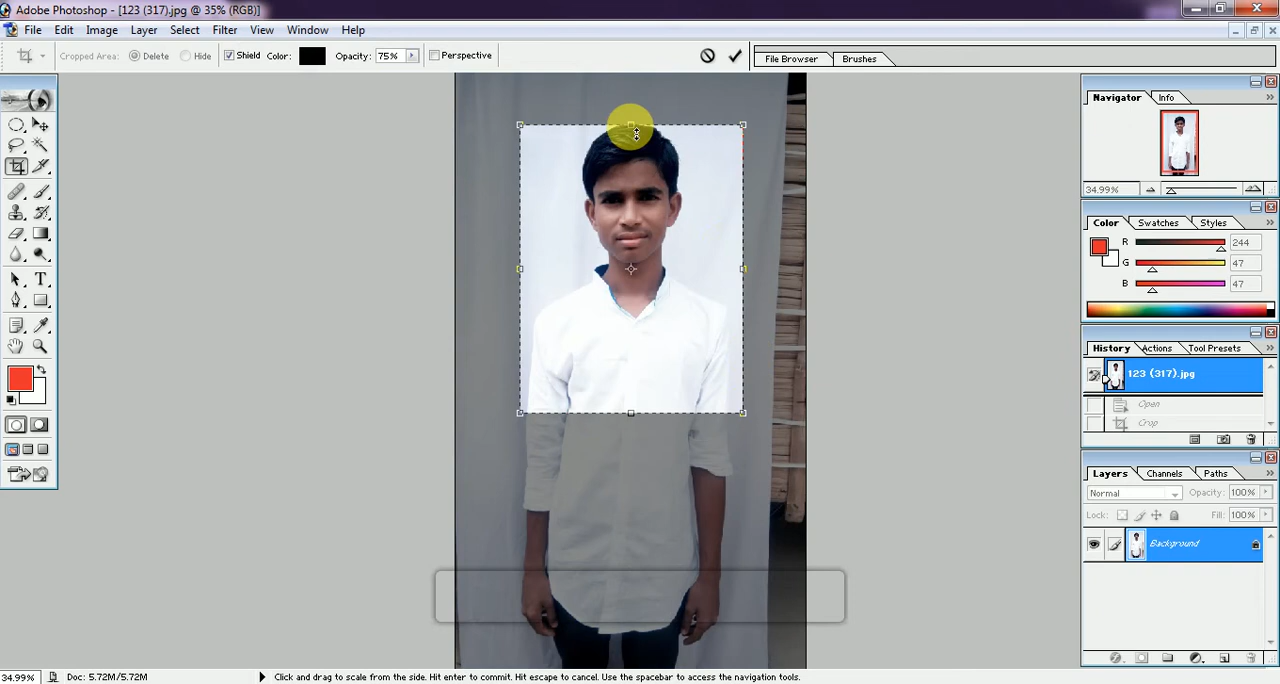 Adobe Photoshop - [123 (317).jpg @ 35% (RGB)]
File Edit Image Layer Select Filter View Window Help
Cropped Area: Delete Hide Shield Color: Opacity: 75% Perspective
File Browser Brushes
Navigator Info
34.99%
Color Swatches Styles
R 244
G 47
B 47
History Actions Tool Presets
123 (317).jpg
Open
Crop
Layers Channels Paths
Normal Opacity: 100%
Lock: Fill: 100%
Background
34.99% Doc: 5.72M/5.72M Click and drag to scale from the side. Hit enter to commit. Hit escape to cancel. Use the spacebar to access the navigation tools.